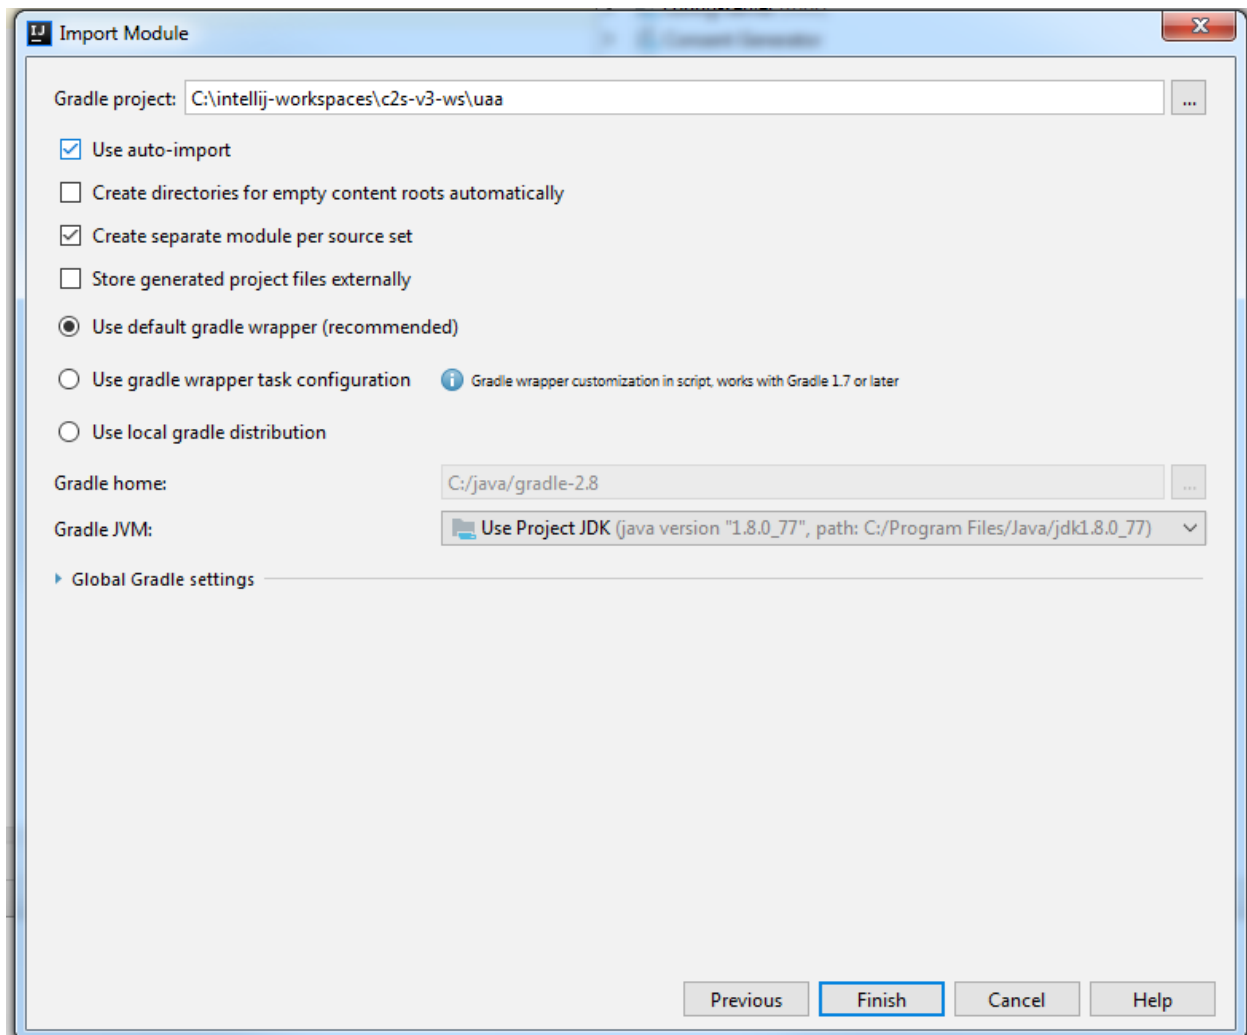 IJ Import Module
Consent Generator
Gradle project: C:\intellij-workspaces\c2s-v3-ws\uaa ...
Use auto-import
Create directories for empty content roots automatically
Create separate module per source set
Store generated project files externally
Use default gradle wrapper (recommended)
Use gradle wrapper task configuration Gradle wrapper customization in script, works with Gradle 1.7 or later
Use local gradle distribution
Gradle home: C:/java/gradle-2.8 ...
Gradle JVM: Use Project JDK (java version "1.8.0_77", path: C:/Program Files/Java/jdk1.8.0_77)
Global Gradle settings
Previous Finish Cancel Help